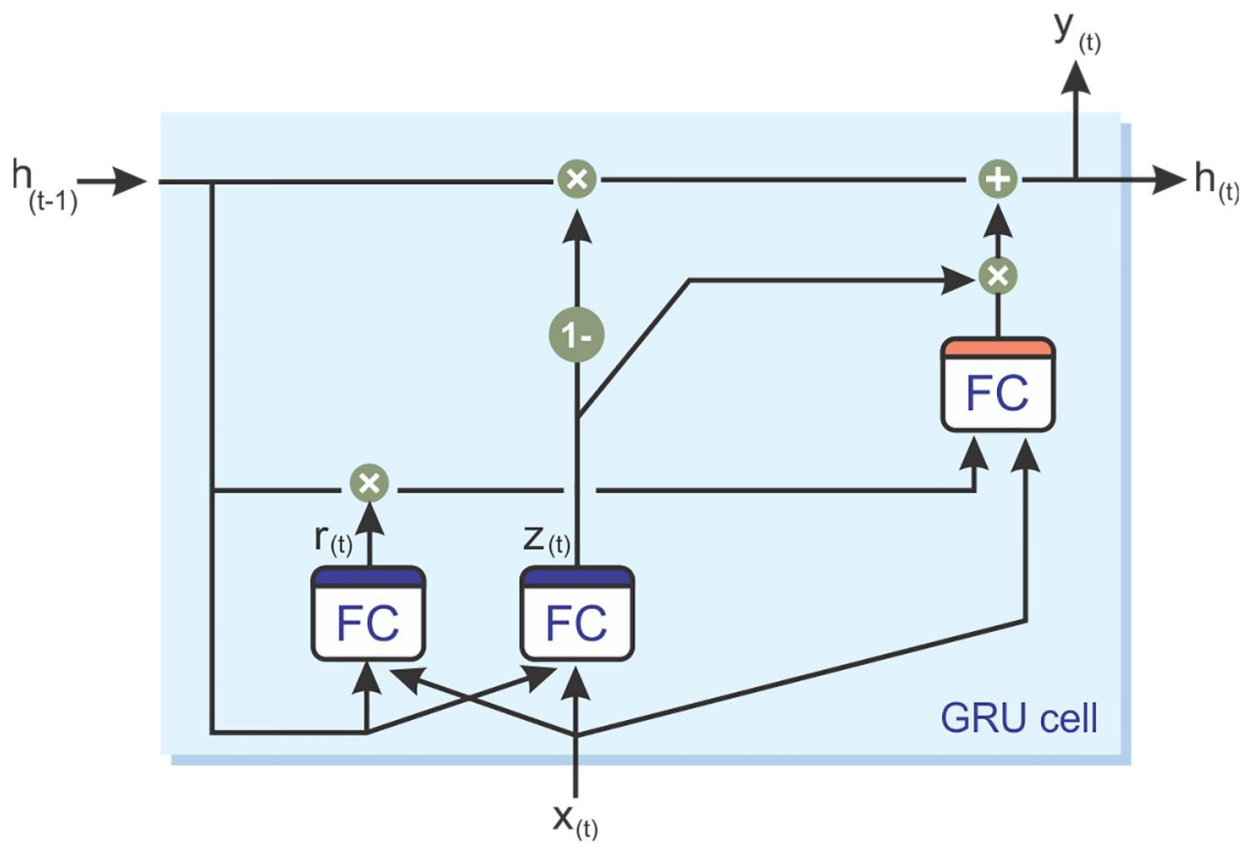 y(t)
h(t-1)
h(t)
1-
FC
r(t)
z(t)
FC
FC
GRU cell
x(t)